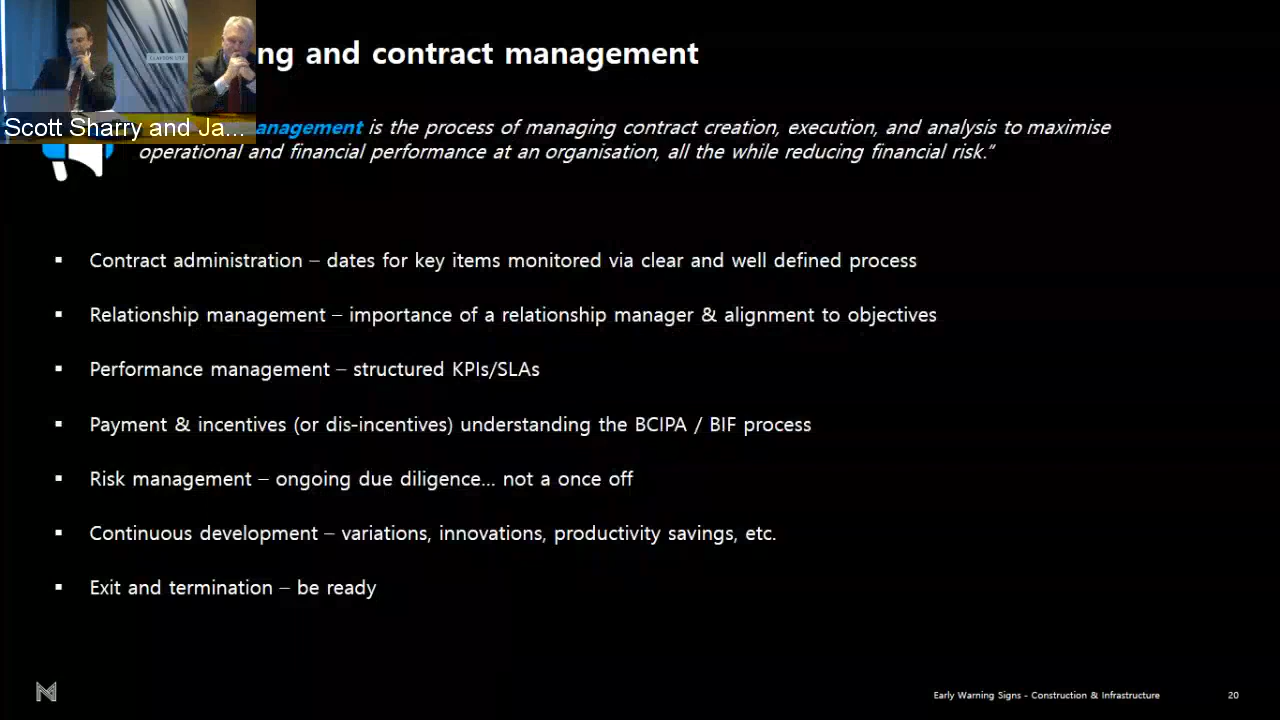 ng and contract management
Scott Sharry and Ja...
anagement is the process of managing contract creation, execution, and analysis to maximise
operational and financial performance at an organisation, all the while reducing financial risk.”
▪ Contract administration – dates for key items monitored via clear and well defined process
▪ Relationship management – importance of a relationship manager & alignment to objectives
▪ Performance management – structured KPIs/SLAs
▪ Payment & incentives (or dis-incentives) understanding the BCIPA / BIF process
▪ Risk management – ongoing due diligence... not a once off
▪ Continuous development – variations, innovations, productivity savings, etc.
▪ Exit and termination – be ready
Early Warning Signs - Construction & Infrastructure 20